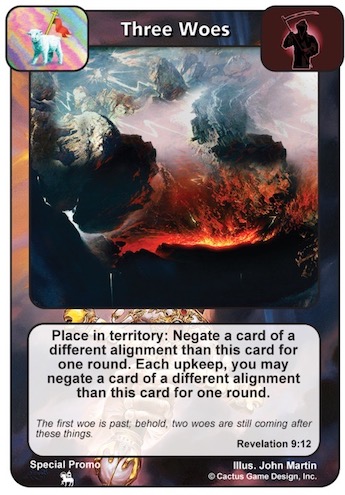 Three Woes
Place in territory: Negate a card of a
different alignment than this card for
one round. Each upkeep, you may
negate a card of a different alignment
than this card for one round.
The first woe is past; behold, two woes are still coming after
these things.
Revelation 9:12
Special Promo
Illus. John Martin
© Cactus Game Design, Inc.